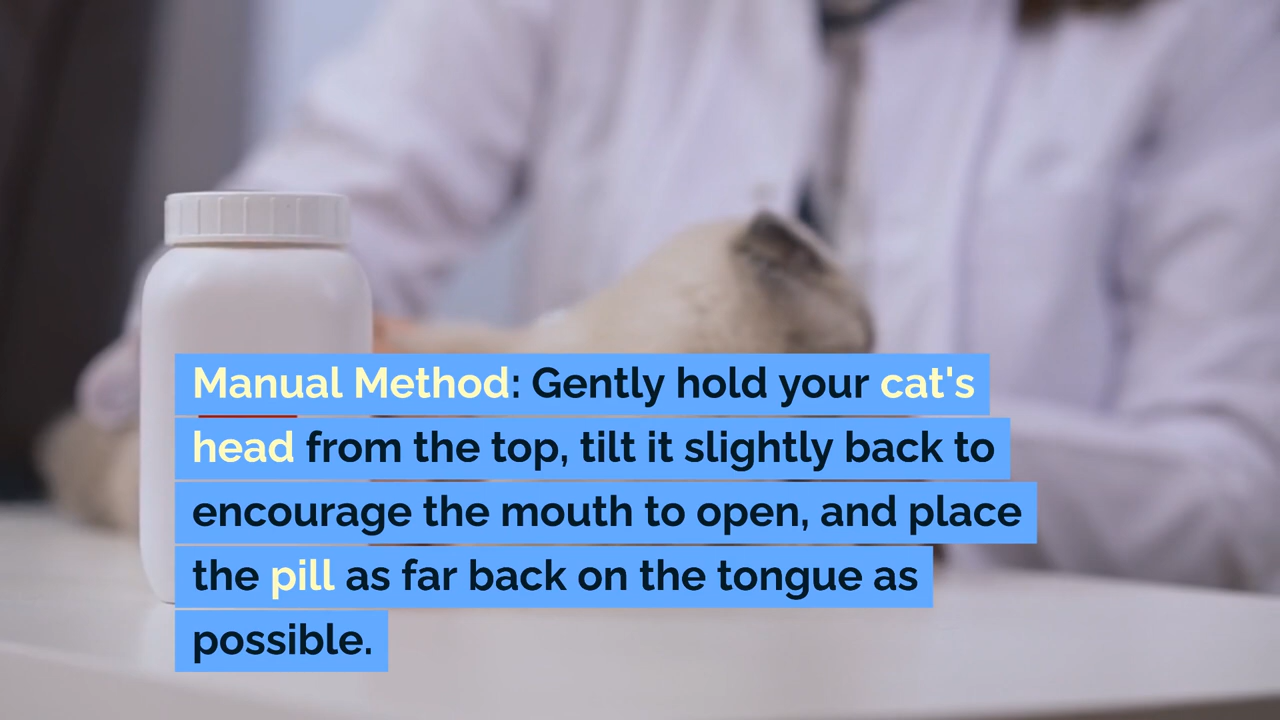 Manual Method: Gently hold your cat's
head from the top, tilt it slightly back to
encourage the mouth to open, and place
the pill as far back on the tongue as
possible.